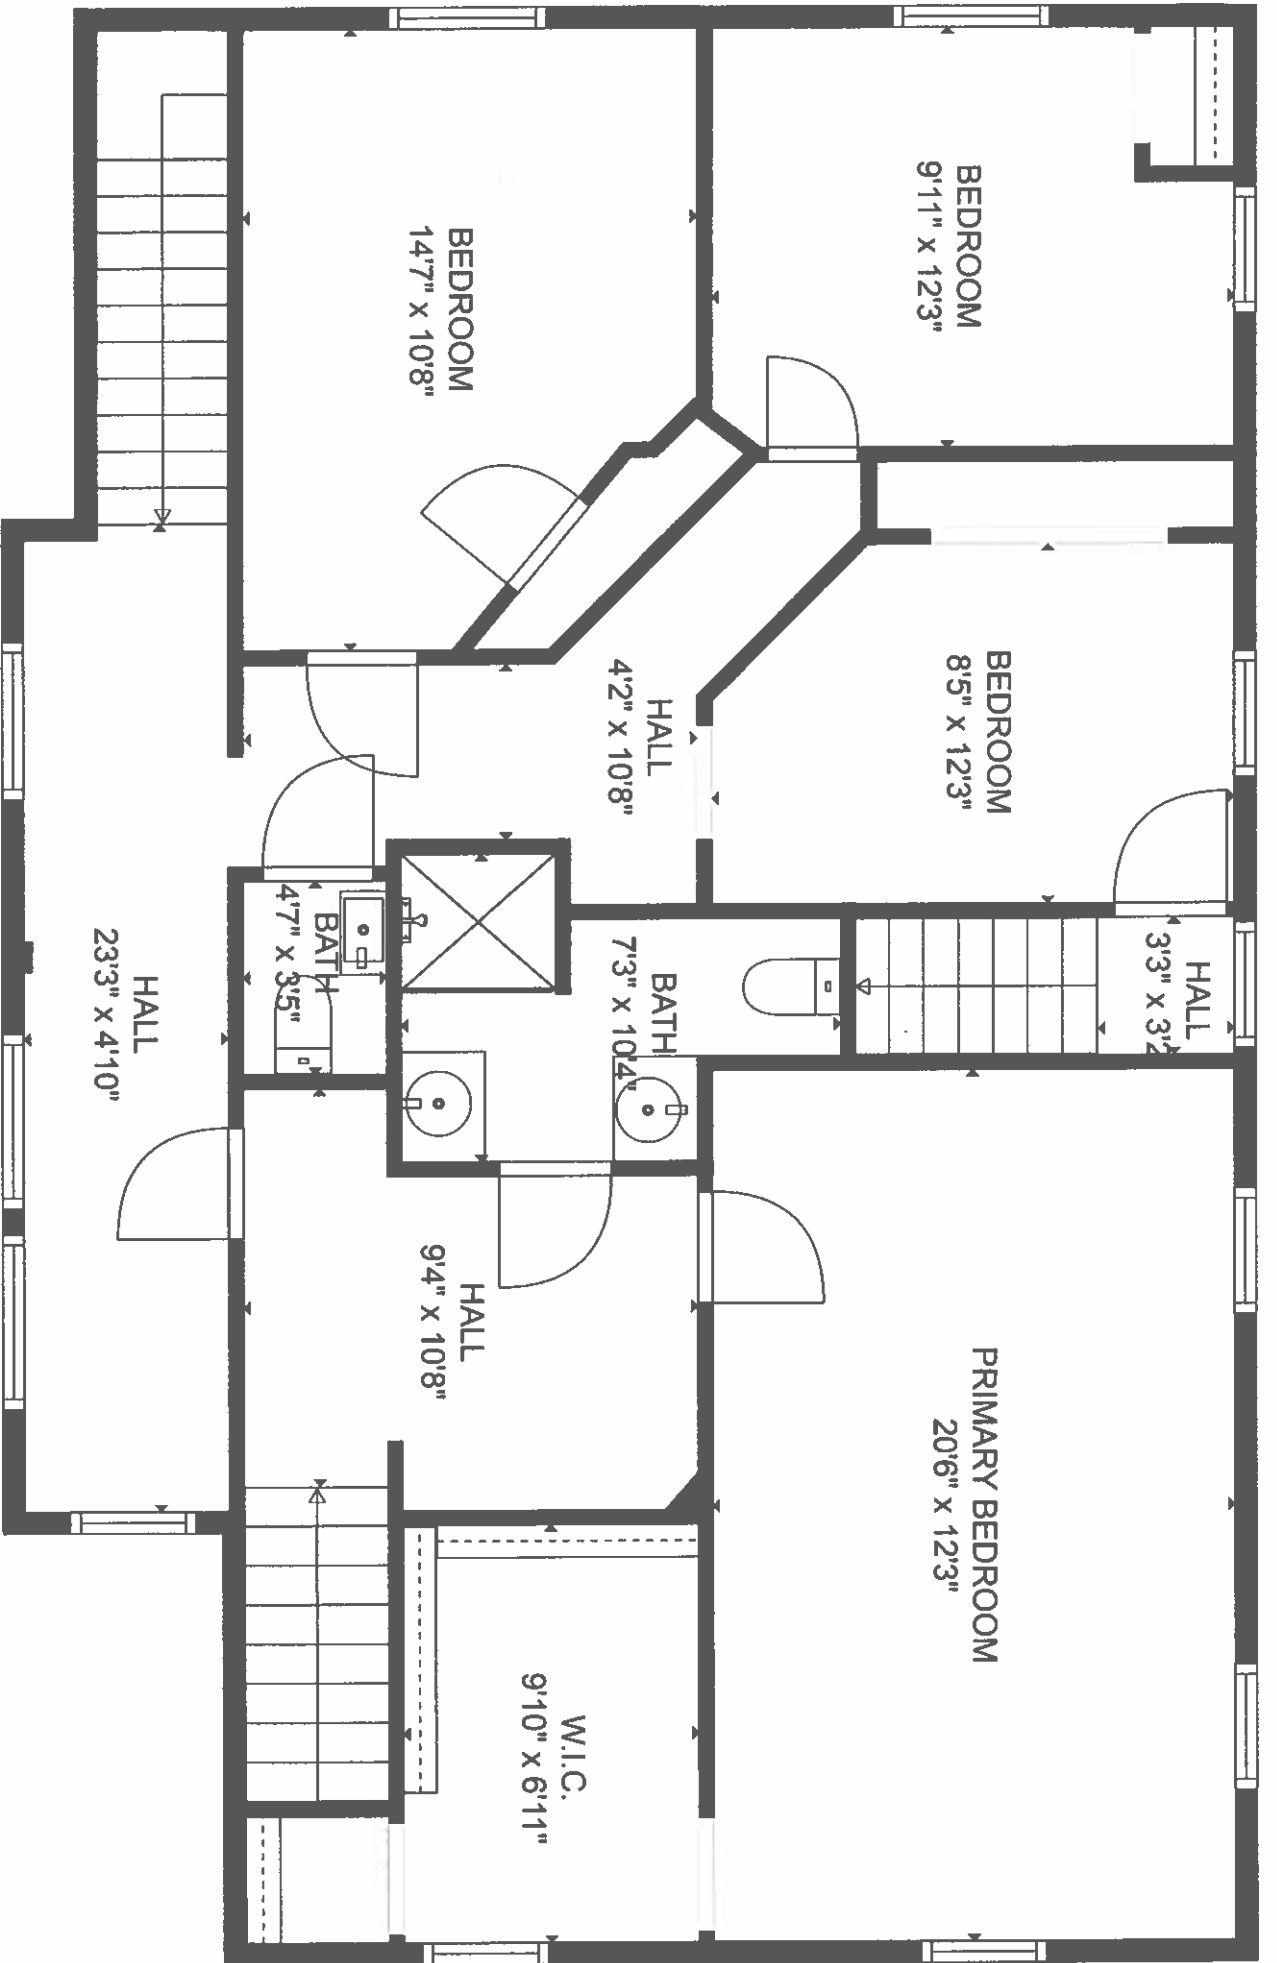 PRIMARY BEDROOM
20'6" x 12'3"
HALL
3'3" x 3'2
BEDROOM
8'5" x 12'3"
BEDROOM
9'11" x 12'3"
BATH
7'3" x 10'4"
HALL
4'2" x 10'8"
W.I.C.
9'10" x 6'11"
HALL
9'4" x 10'8"
BEDROOM
14'7" x 10'8"
BATH
4'7" x 3'5"
HALL
23'3" x 4'10"